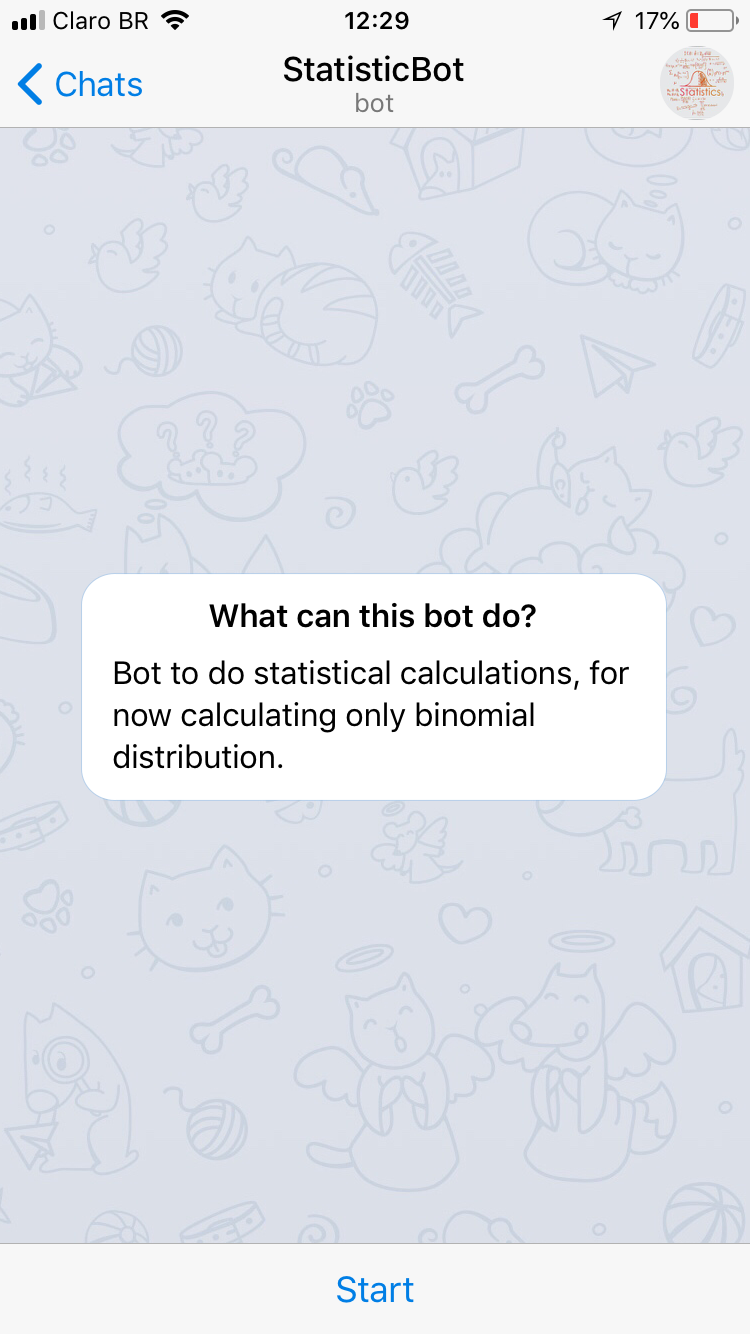 Claro BR 12:29 17%
Chats StatisticBot
bot
Statistics
? ? ?
What can this bot do?
Bot to do statistical calculations, for
now calculating only binomial
distribution.
Start